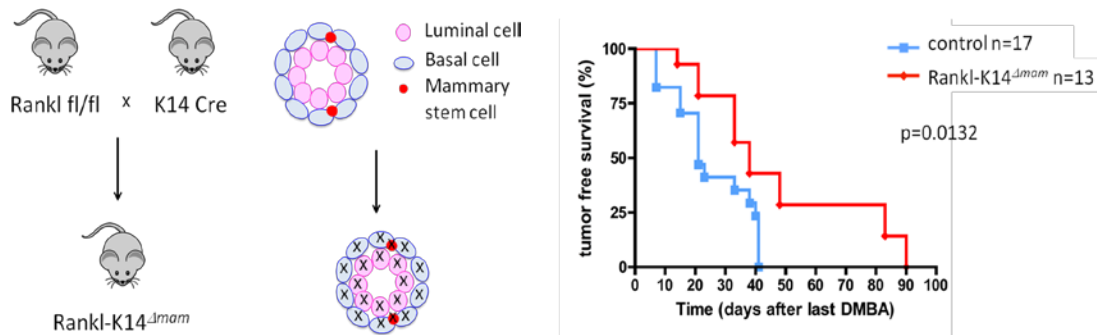 Rankl fl/fl x K14 Cre
Rankl-K14Δmam
Luminal cell
Basal cell
Mammary
stem cell
X X X X X X X X X X X X X X X X X X
control n=17
Rankl-K14Δmam n=13
p=0.0132
tumor free survival (%)
100
75
50
25
0
0 10 20 30 40 50 60 70 80 90 100
Time (days after last DMBA)